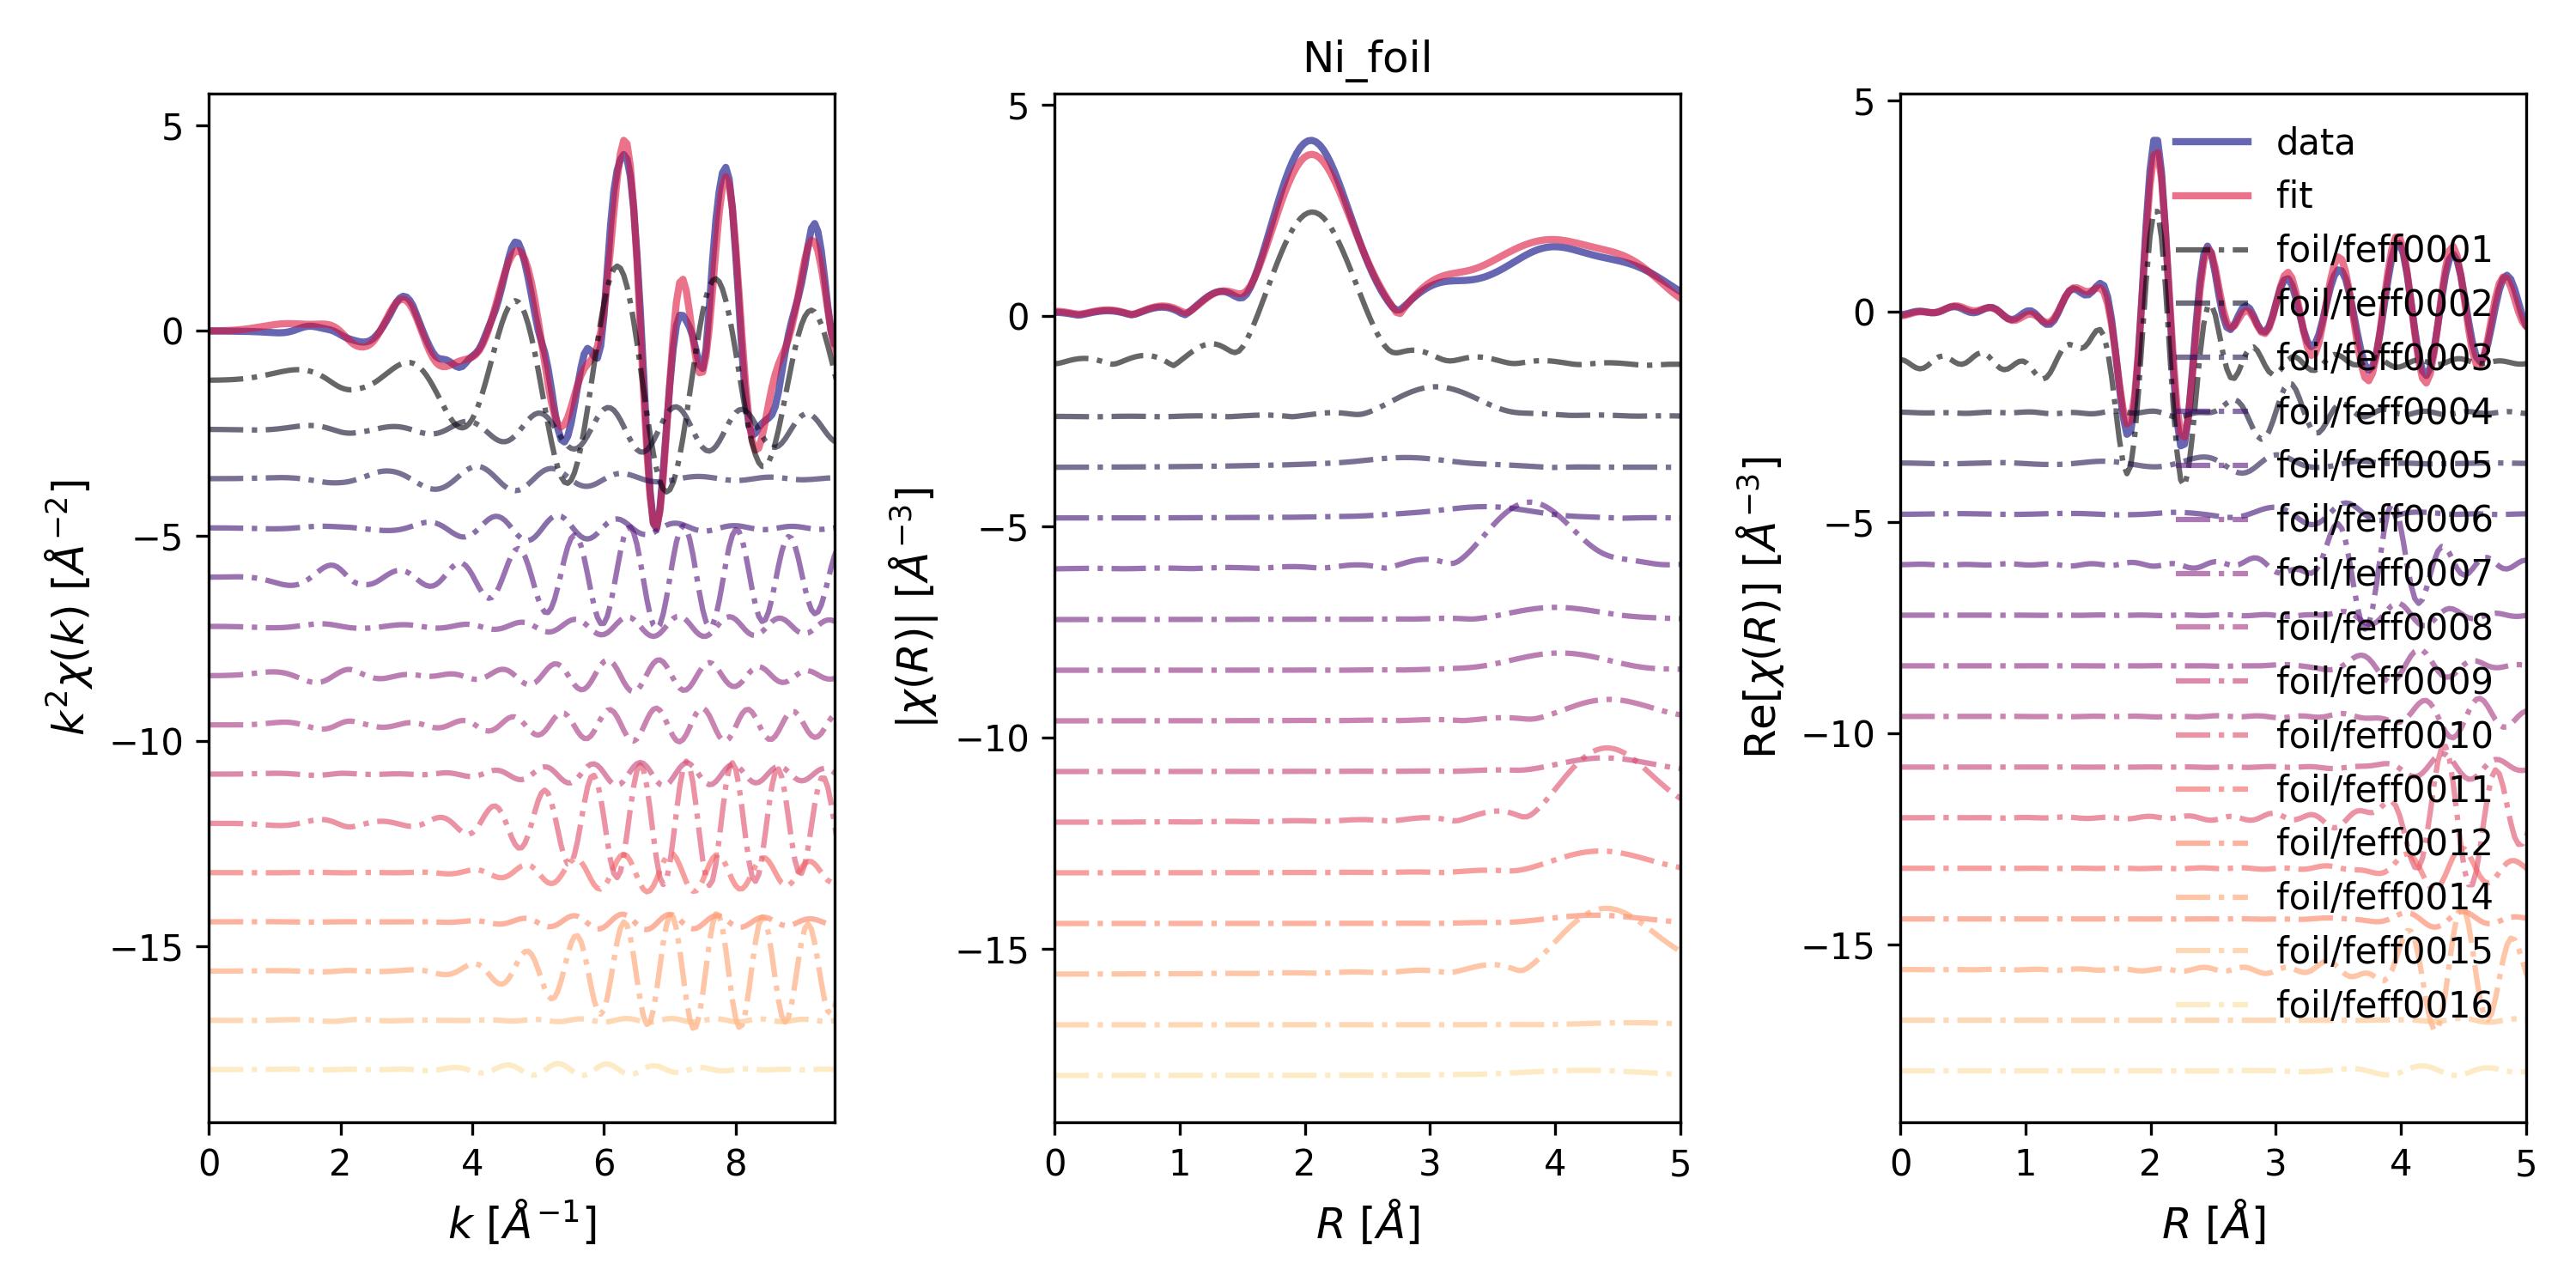 Ni_foil
5
0
−5
−10
−15
k²χ(k) [Å⁻²]
0 2 4 6 8
k [Å⁻¹]
5
0
−5
−10
−15
|χ(R)| [Å⁻³]
0 1 2 3 4 5
R [Å]
5
0
−5
−10
−15
Re[χ(R)] [Å⁻³]
0 1 2 3 4 5
R [Å]
data
fit
foil/feff0001
foil/feff0002
foil/feff0003
foil/feff0004
foil/feff0005
foil/feff0006
foil/feff0007
foil/feff0008
foil/feff0009
foil/feff0010
foil/feff0011
foil/feff0012
foil/feff0014
foil/feff0015
foil/feff0016